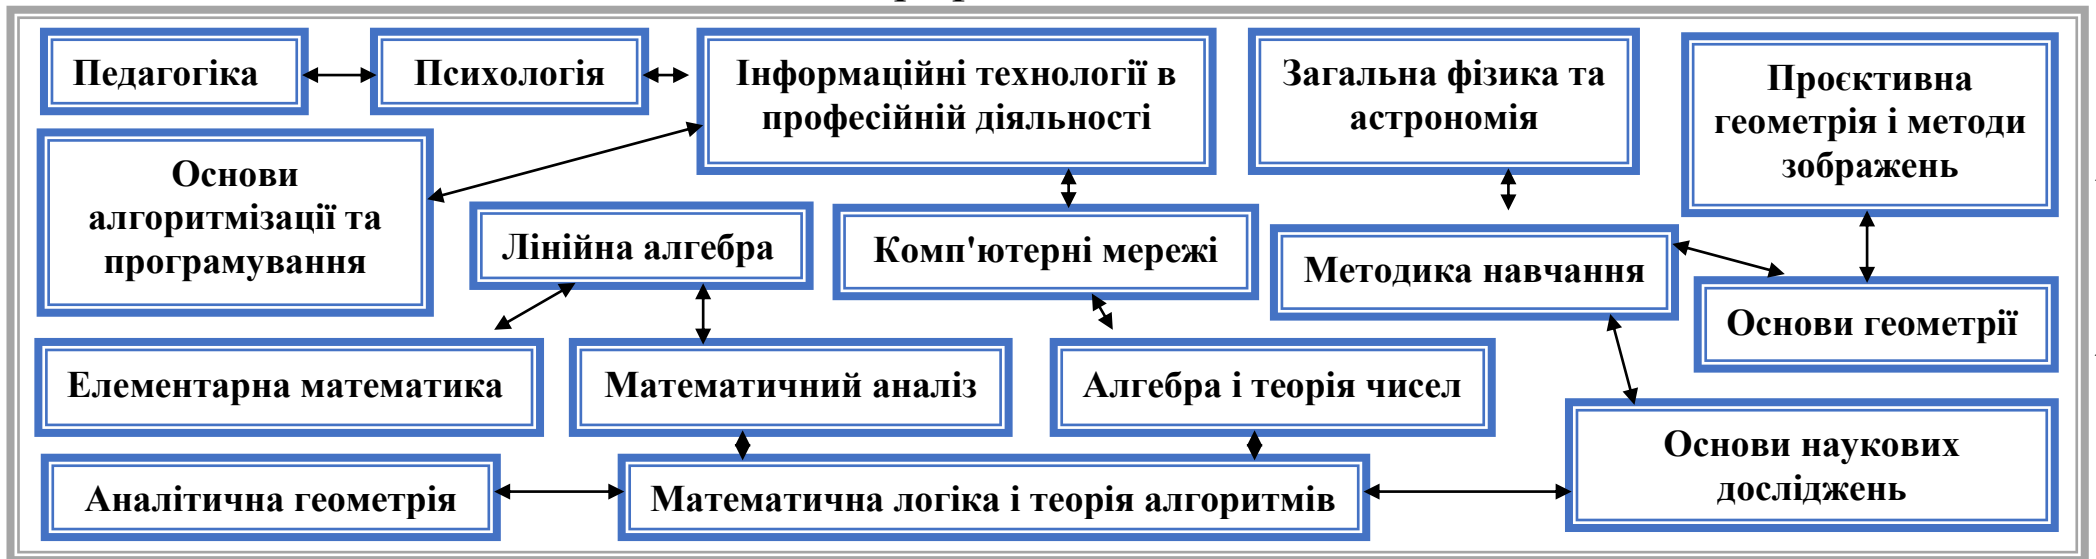 Педагогіка
Психологія
Інформаційні технології в
професійній діяльності
Загальна фізика та
астрономія
Проєктивна
геометрія і методи
зображень
Основи
алгоритмізації та
програмування
Лінійна алгебра
Комп'ютерні мережі
Методика навчання
Основи геометрії
Елементарна математика
Математичний аналіз
Алгебра і теорія чисел
Основи наукових
досліджень
Аналітична геометрія
Математична логіка і теорія алгоритмів